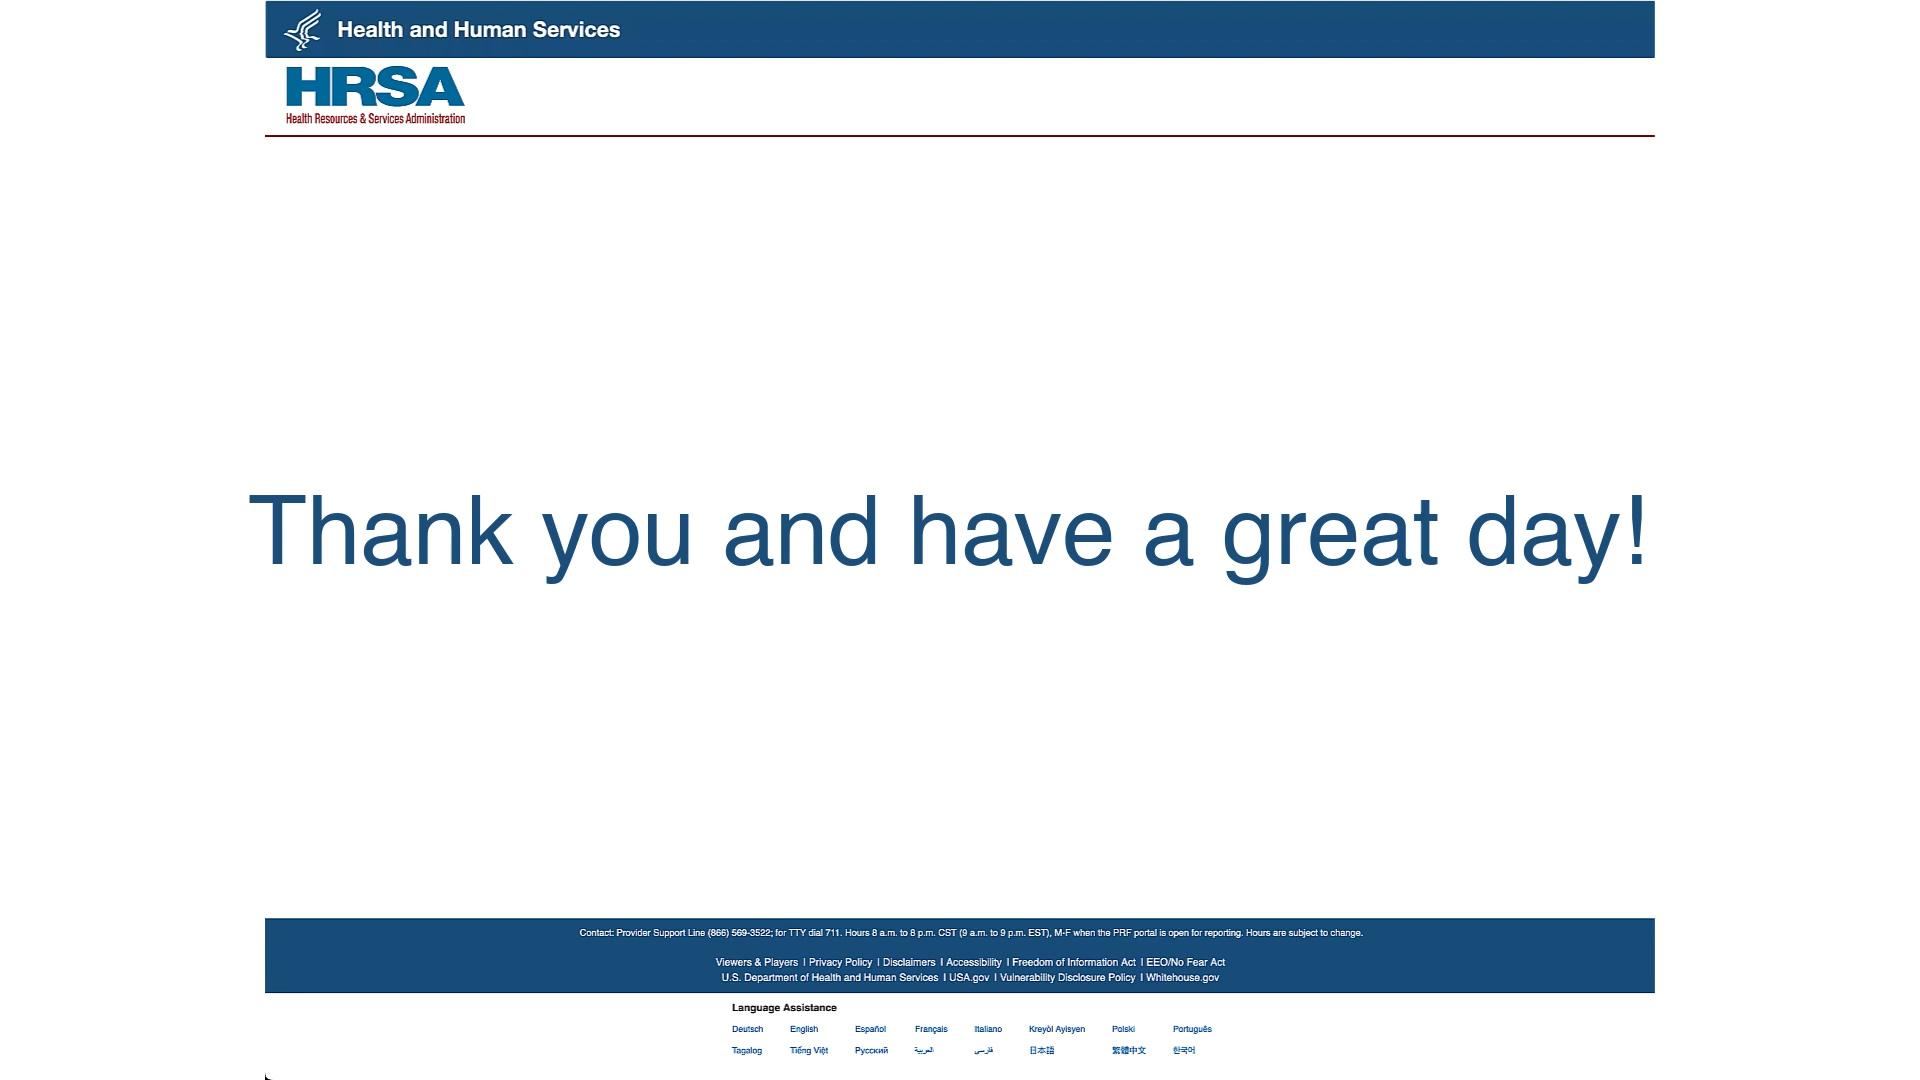 Health and Human Services
HRSA
Health Resources & Services Administration
Thank you and have a great day!
Contact: Provider Support Line (866) 569-3522; for TTY dial 711. Hours 8 a.m. to 8 p.m. CST (9 a.m. to 9 p.m. EST), M-F when the PRF portal is open for reporting. Hours are subject to change.
Viewers & Players | Privacy Policy | Disclaimers | Accessibility | Freedom of Information Act | EEO/No Fear Act
U.S. Department of Health and Human Services | USA.gov | Vulnerability Disclosure Policy | Whitehouse.gov
Language Assistance
Deutsch English Español Français Italiano Kreyòl Ayisyen Polski Português
Tagalog Tiếng Việt Русский العربية فارسی 日本語 繁體中文 한국어